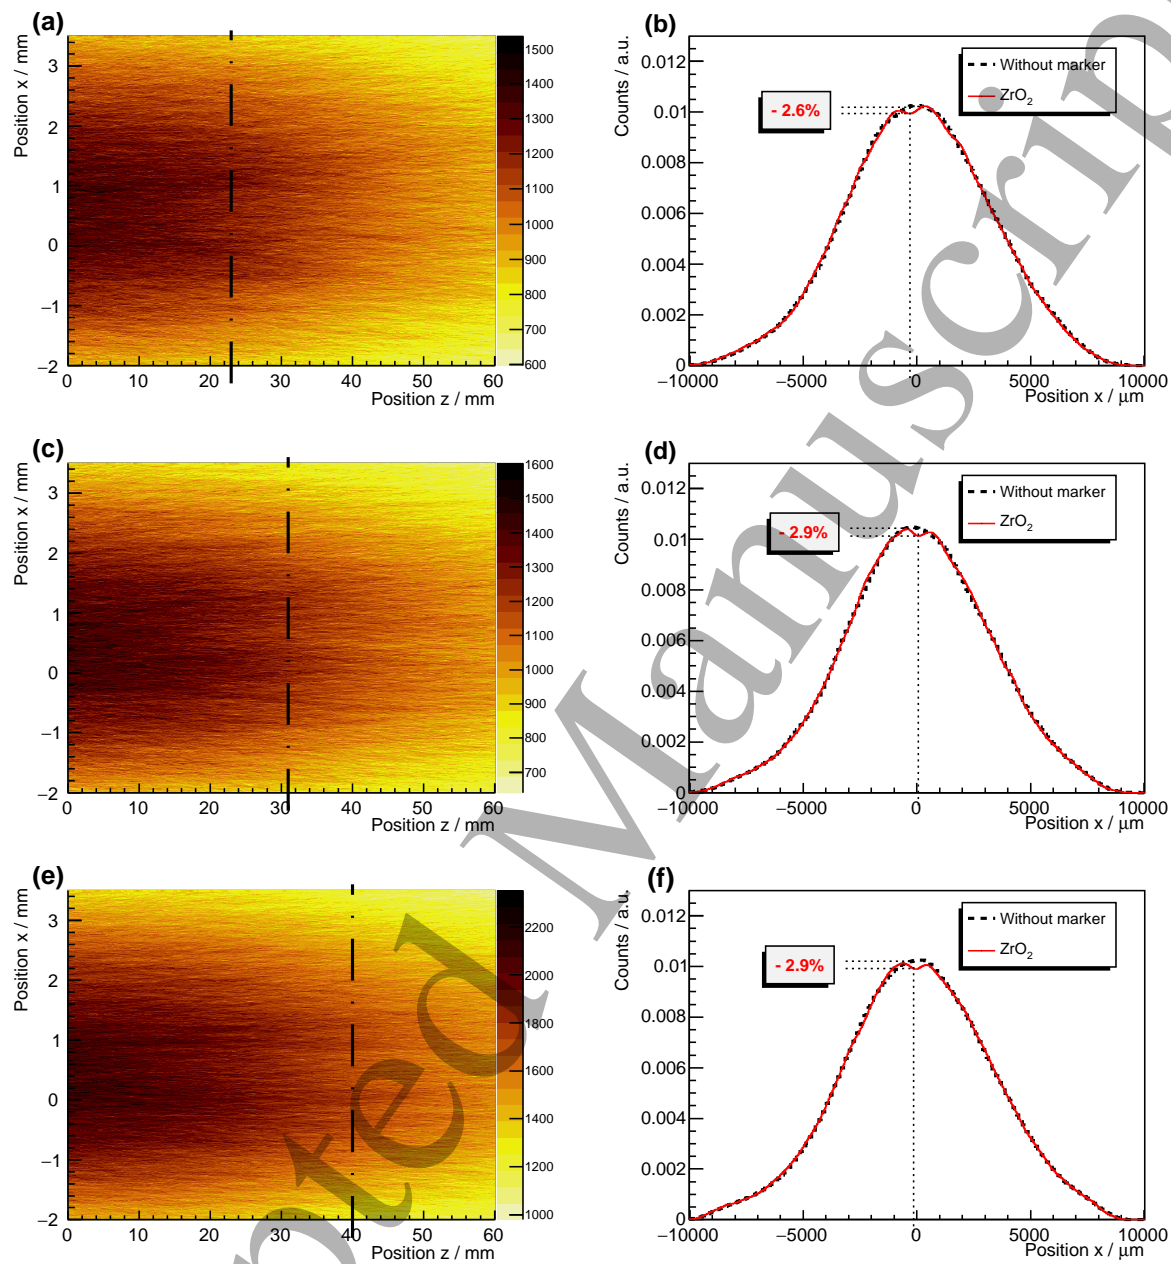 (a)
Position x / mm
3
2
1
0
−1
−2
0 10 20 30 40 50 60
Position z / mm
1500
1400
1300
1200
1100
1000
900
800
700
600
(b)
Counts / a.u.
0.012
0.01
0.008
0.006
0.004
0.002
0
−10000 −5000 0 5000 10000
Position x / μm
Without marker
ZrO2
- 2.6%
(c)
Position x / mm
3
2
1
0
−1
−2
0 10 20 30 40 50 60
Position z / mm
1600
1500
1400
1300
1200
1100
1000
900
800
700
(d)
Counts / a.u.
0.012
0.01
0.008
0.006
0.004
0.002
0
−10000 −5000 0 5000 10000
Position x / μm
Without marker
ZrO2
- 2.9%
(e)
Position x / mm
3
2
1
0
−1
−2
0 10 20 30 40 50 60
Position z / mm
2200
2000
1800
1600
1400
1200
1000
(f)
Counts / a.u.
0.012
0.01
0.008
0.006
0.004
0.002
0
−10000 −5000 0 5000 10000
Position x / μm
Without marker
ZrO2
- 2.9%
pted Manuscrip